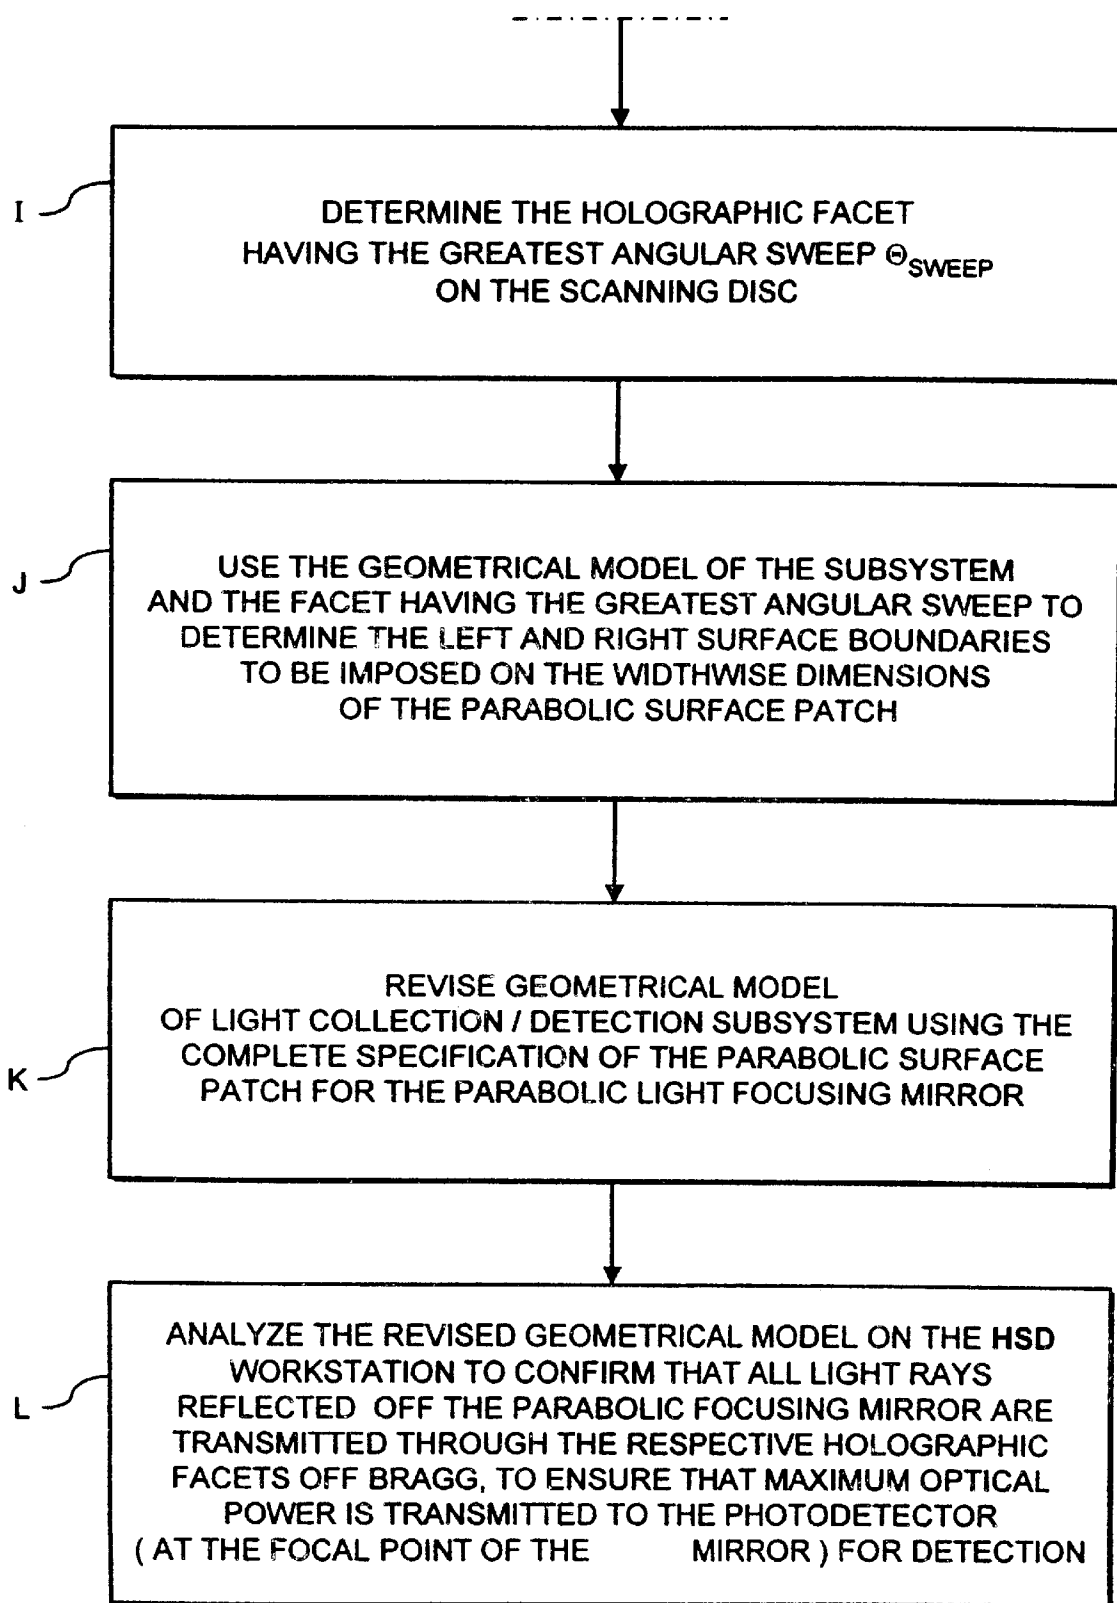 I
DETERMINE THE HOLOGRAPHIC FACET
HAVING THE GREATEST ANGULAR SWEEP ΘSWEEP
ON THE SCANNING DISC
J
USE THE GEOMETRICAL MODEL OF THE SUBSYSTEM
AND THE FACET HAVING THE GREATEST ANGULAR SWEEP TO
DETERMINE THE LEFT AND RIGHT SURFACE BOUNDARIES
TO BE IMPOSED ON THE WIDTHWISE DIMENSIONS
OF THE PARABOLIC SURFACE PATCH
K
REVISE GEOMETRICAL MODEL
OF LIGHT COLLECTION / DETECTION SUBSYSTEM USING THE
COMPLETE SPECIFICATION OF THE PARABOLIC SURFACE
PATCH FOR THE PARABOLIC LIGHT FOCUSING MIRROR
L
ANALYZE THE REVISED GEOMETRICAL MODEL ON THE HSD
WORKSTATION TO CONFIRM THAT ALL LIGHT RAYS
REFLECTED OFF THE PARABOLIC FOCUSING MIRROR ARE
TRANSMITTED THROUGH THE RESPECTIVE HOLOGRAPHIC
FACETS OFF BRAGG, TO ENSURE THAT MAXIMUM OPTICAL
POWER IS TRANSMITTED TO THE PHOTODETECTOR
( AT THE FOCAL POINT OF THE MIRROR ) FOR DETECTION